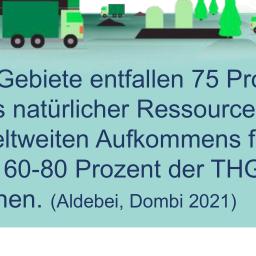 Gebiete entfallen 75 Pro
s natürlicher Ressource
eltweiten Aufkommens f
60-80 Prozent der THG
nen. (Aldebei, Dombi 2021)